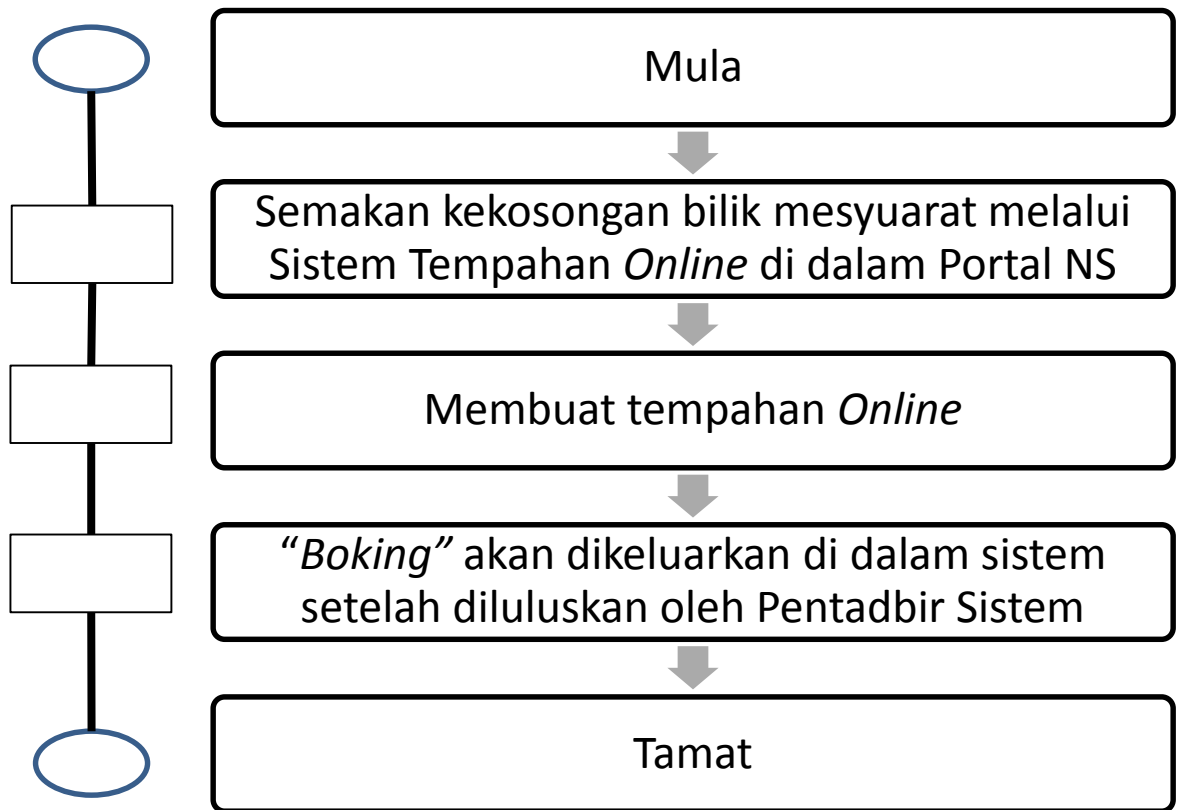 Mula
Semakan kekosongan bilik mesyuarat melalui
Sistem Tempahan Online di dalam Portal NS
Membuat tempahan Online
“Boking” akan dikeluarkan di dalam sistem
setelah diluluskan oleh Pentadbir Sistem
Tamat